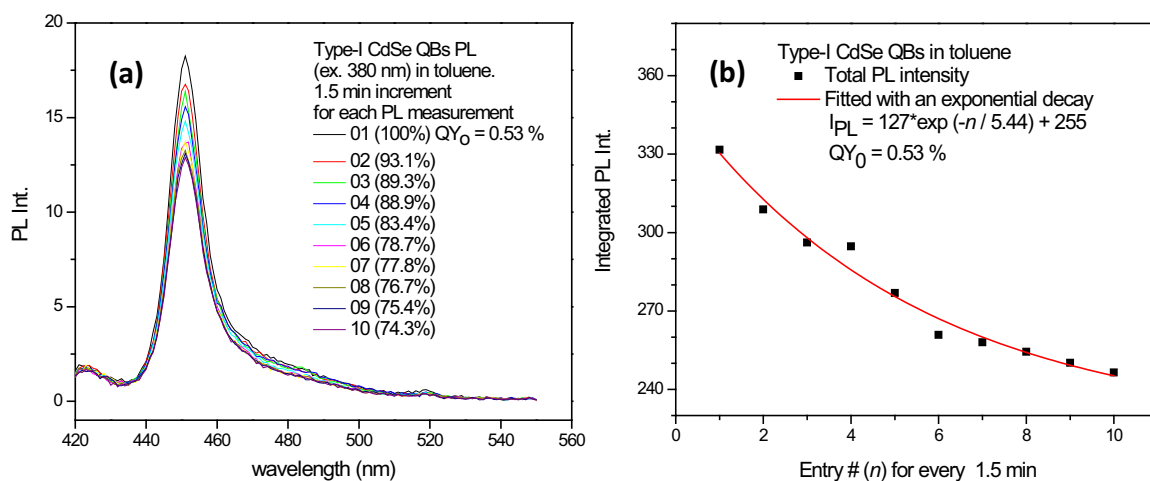 (a)
Type-I CdSe QBs PL
(ex. 380 nm) in toluene.
1.5 min increment
for each PL measurement
01 (100%) QYo = 0.53 %
02 (93.1%)
03 (89.3%)
04 (88.9%)
05 (83.4%)
06 (78.7%)
07 (77.8%)
08 (76.7%)
09 (75.4%)
10 (74.3%)
PL Int.
20
15
10
5
0
420 440 460 480 500 520 540 560
wavelength (nm)
(b)
Type-I CdSe QBs in toluene
Total PL intensity
Fitted with an exponential decay
IPL = 127*exp (-n / 5.44) + 255
QY0 = 0.53 %
Integrated PL Int.
360
330
300
270
240
0 2 4 6 8 10
Entry # (n) for every 1.5 min